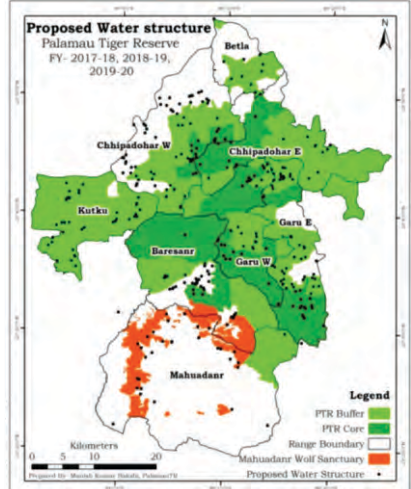 Proposed Water structure
Palamau Tiger Reserve
FY- 2017-18, 2018-19,
2019-20
N
Betla
Chhipadohar W
Chhipadohar E
Kutku
Garu E
Baresanr
Garu W
Mahuadanr
Legend
PTR Buffer
PTR Core
Range Boundary
Mahuadanr Wolf Sanctuary
Proposed Water Structure
Kilometers
0 5 10 20